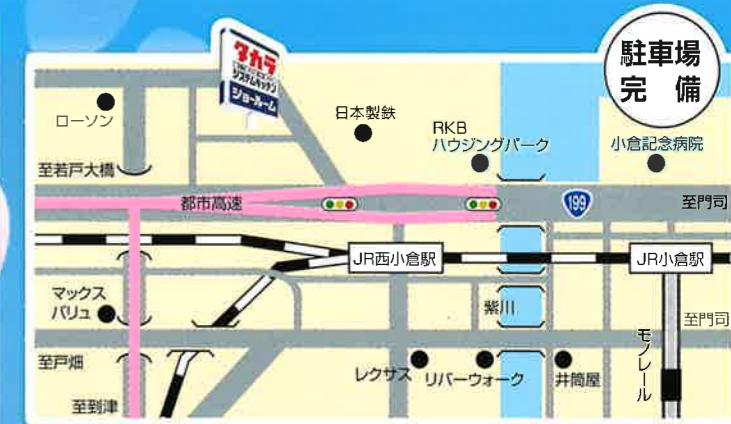 タカラ
システムキッチン
ショールーム
駐車場
完備
ローソン
日本製鉄
RKB
ハウジングパーク
小倉記念病院
至若戸大橋
都市高速
199
至門司
JR西小倉駅
JR小倉駅
マックス
バリュ
紫川
至門司
モノレール
至戸畑
レクサス
リバーウォーク
井筒屋
至到津